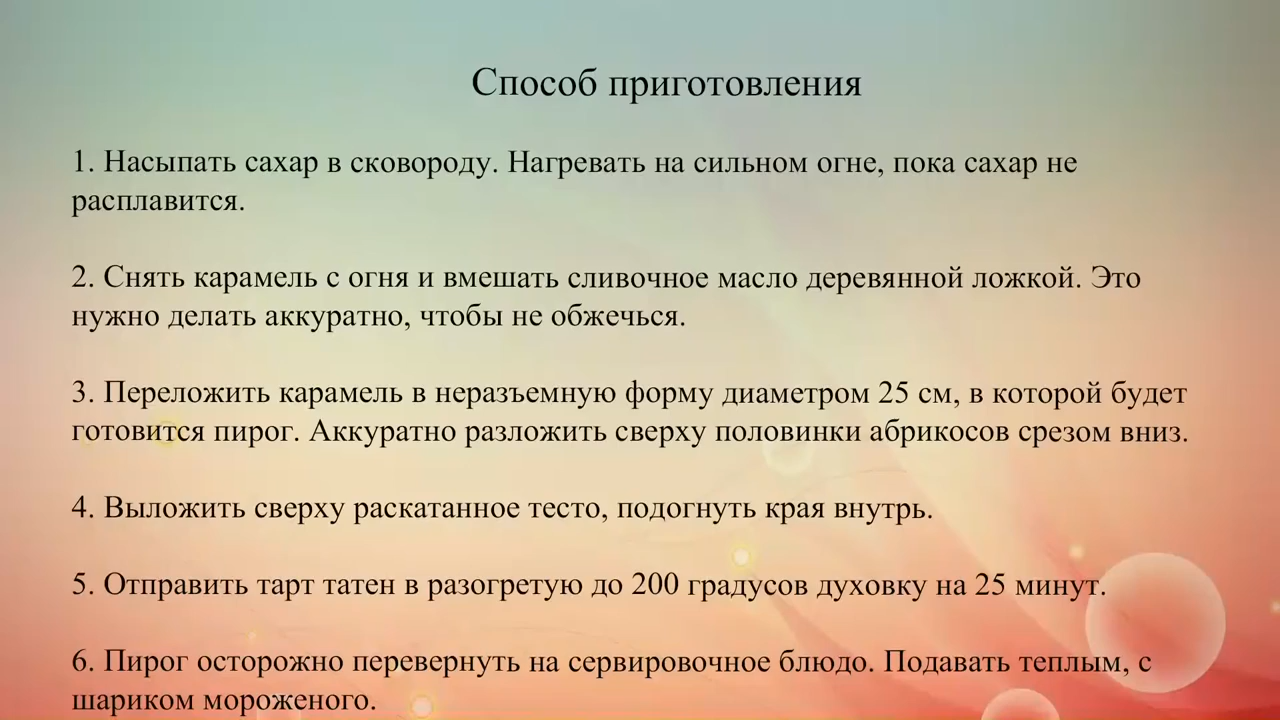 Способ приготовления
1. Насыпать сахар в сковороду. Нагревать на сильном огне, пока сахар не
расплавится.
2. Снять карамель с огня и вмешать сливочное масло деревянной ложкой. Это
нужно делать аккуратно, чтобы не обжечься.
3. Переложить карамель в неразъемную форму диаметром 25 см, в которой будет
готовится пирог. Аккуратно разложить сверху половинки абрикосов срезом вниз.
4. Выложить сверху раскатанное тесто, подогнуть края внутрь.
5. Отправить тарт татен в разогретую до 200 градусов духовку на 25 минут.
6. Пирог осторожно перевернуть на сервировочное блюдо. Подавать теплым, с
шариком мороженого.